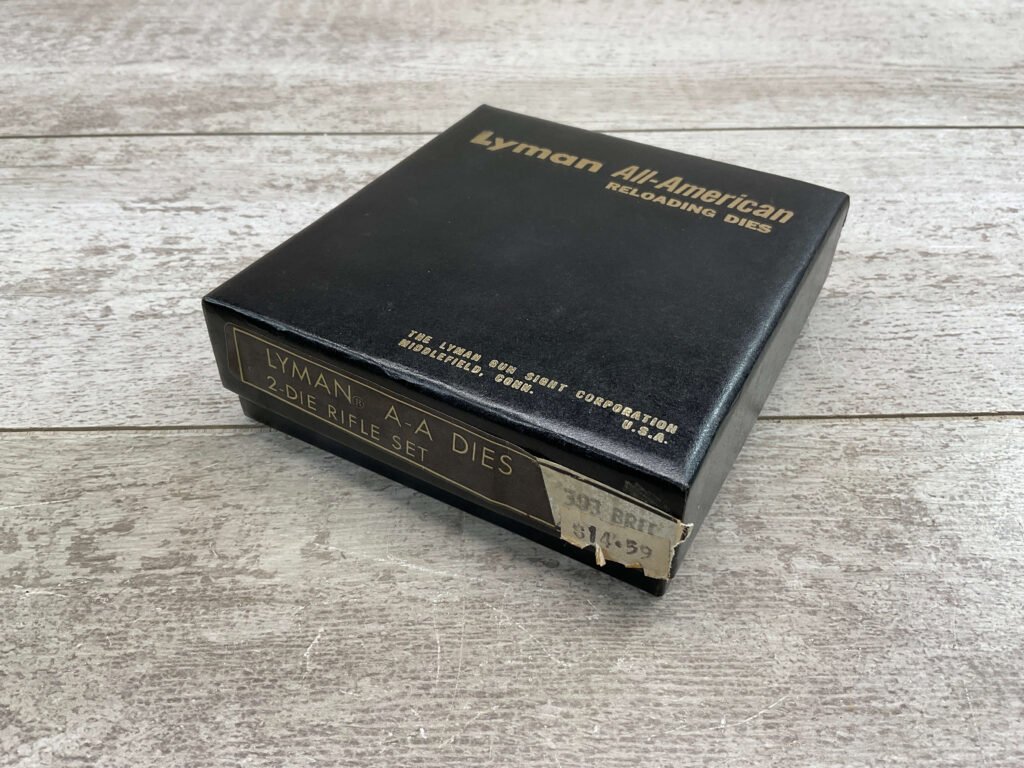 Lyman All-American
RELOADING DIES
THE LYMAN GUN SIGHT CORPORATION
MIDDLEFIELD, CONN. U.S.A.
LYMAN® A-A DIES
2-DIE RIFLE SET
303 BRIT
$14.59